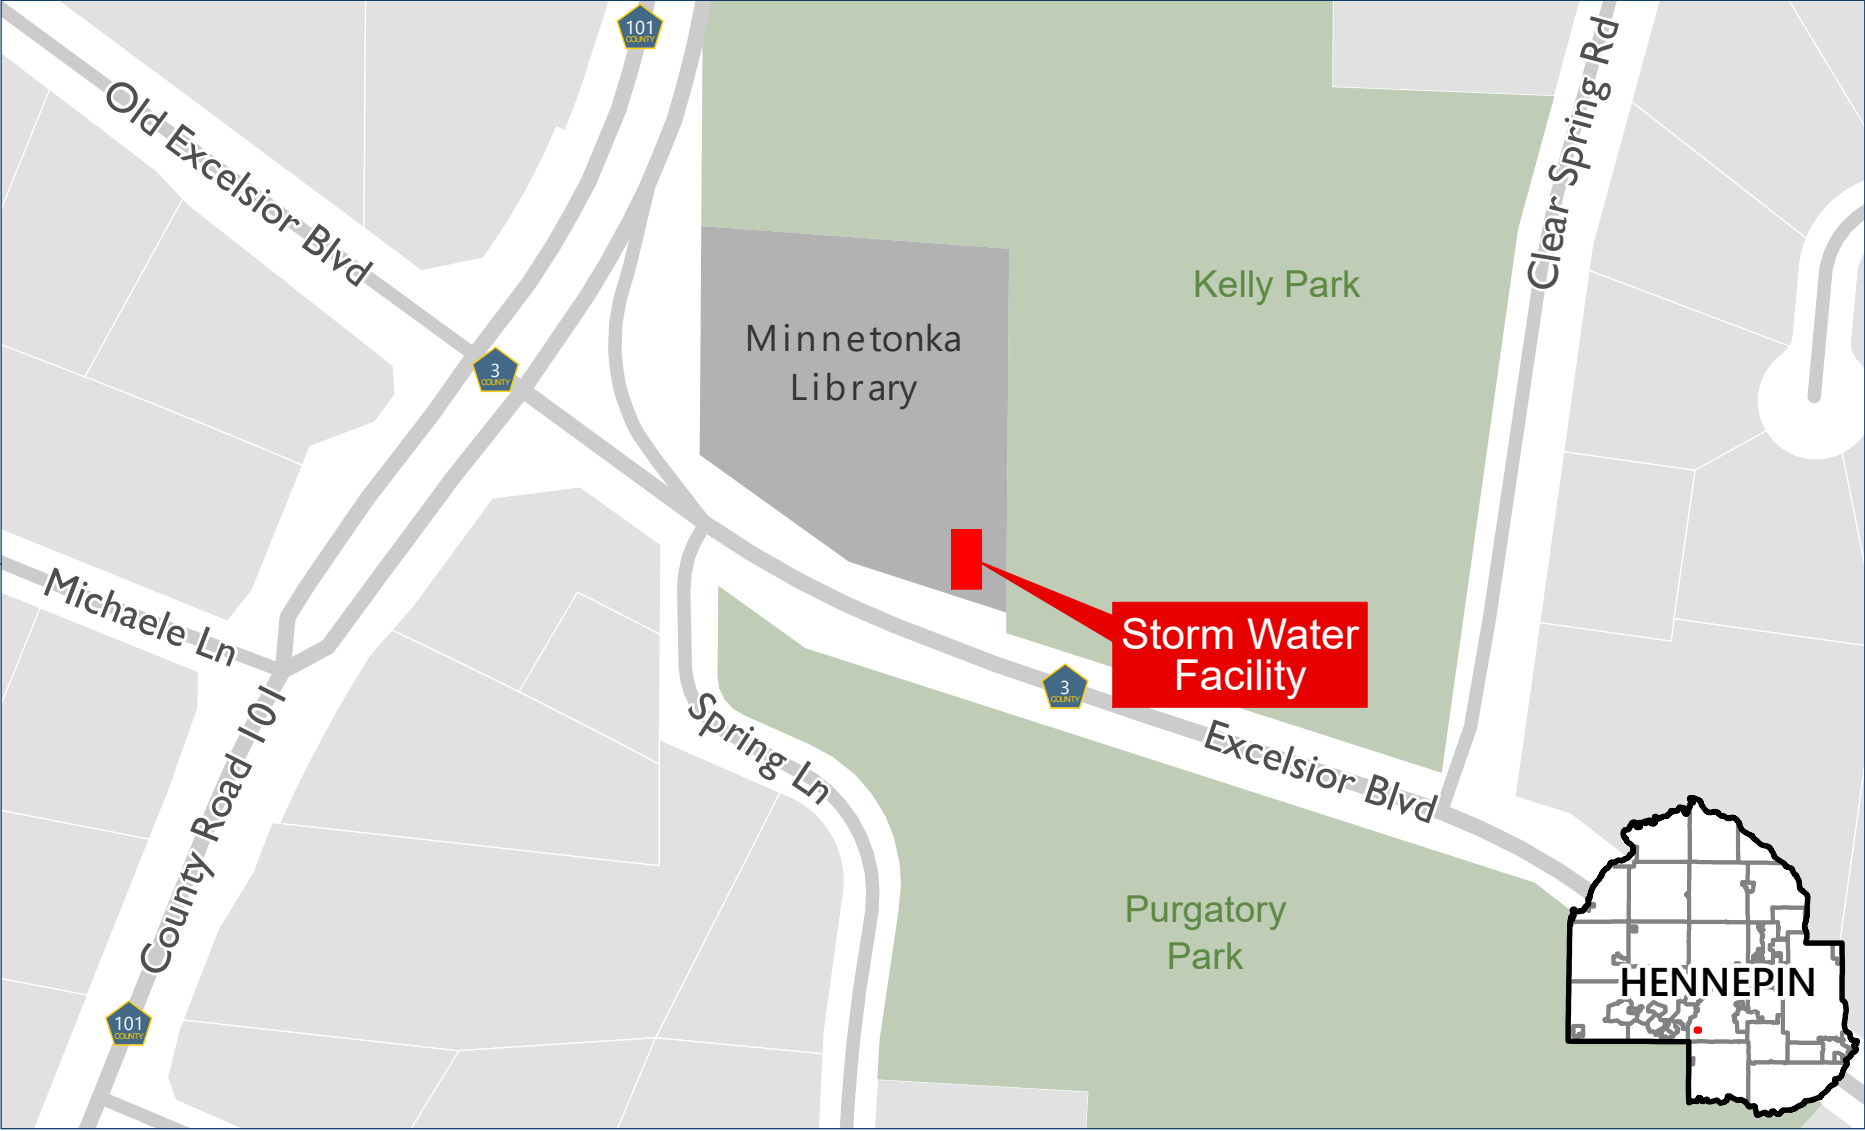 101
COUNTY
Old Excelsior Blvd
Clear Spring Rd
Kelly Park
Minnetonka
Library
3
COUNTY
Michaele Ln
Storm Water
Facility
3
COUNTY
County Road 101
Spring Ln
Excelsior Blvd
Purgatory
Park
HENNEPIN
101
COUNTY